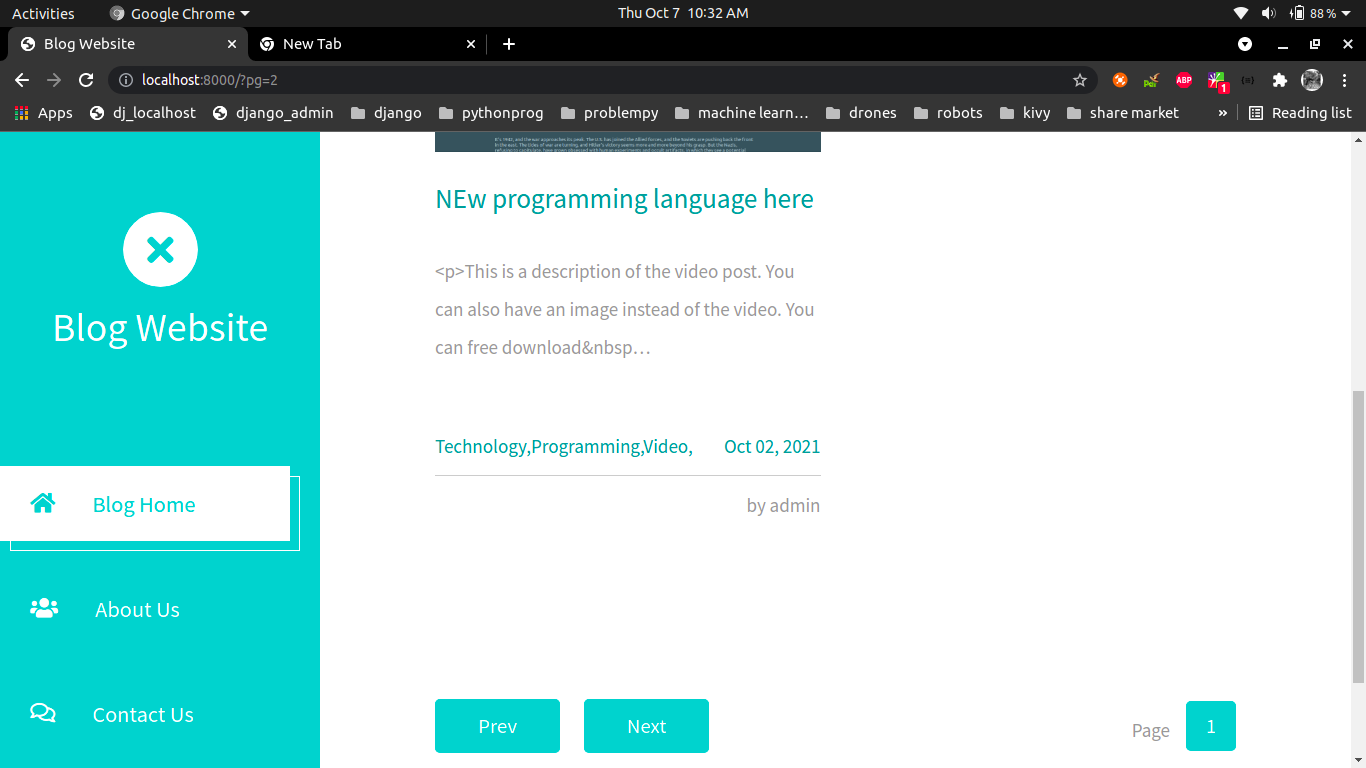 Activities Google Chrome Thu Oct 7 10:32 AM 88 %
Blog Website New Tab
localhost:8000/?pg=2 ABP 1
Apps dj_localhost django_admin django pythonprog problempy machine learn… drones robots kivy share market » Reading list
NEw programming language here
<p>This is a description of the video post. You
can also have an image instead of the video. You
can free download&nbsp…
Technology,Programming,Video, Oct 02, 2021
by admin
Prev Next Page 1
Blog Website
Blog Home
About Us
Contact Us